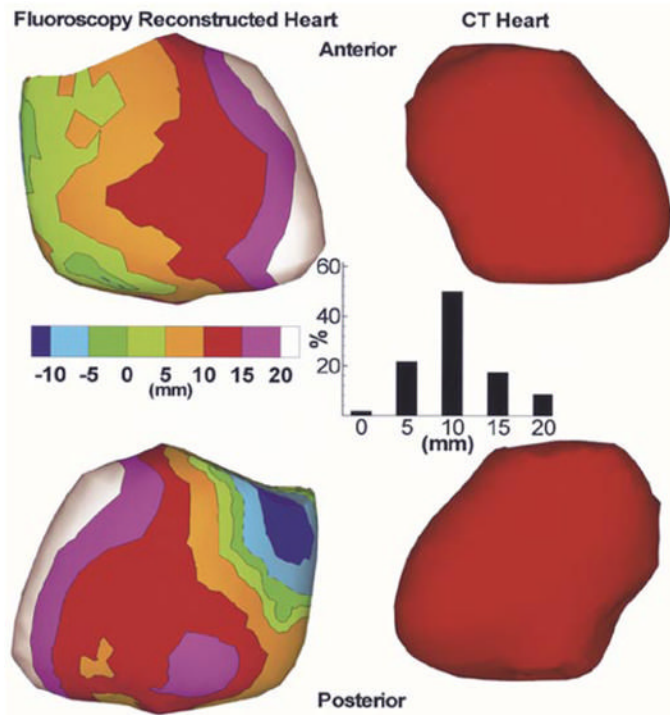 Fluoroscopy Reconstructed Heart
CT Heart
Anterior
60
40
20
%
0 5 10 15 20
(mm)
-10 -5 0 5 10 15 20
(mm)
Posterior